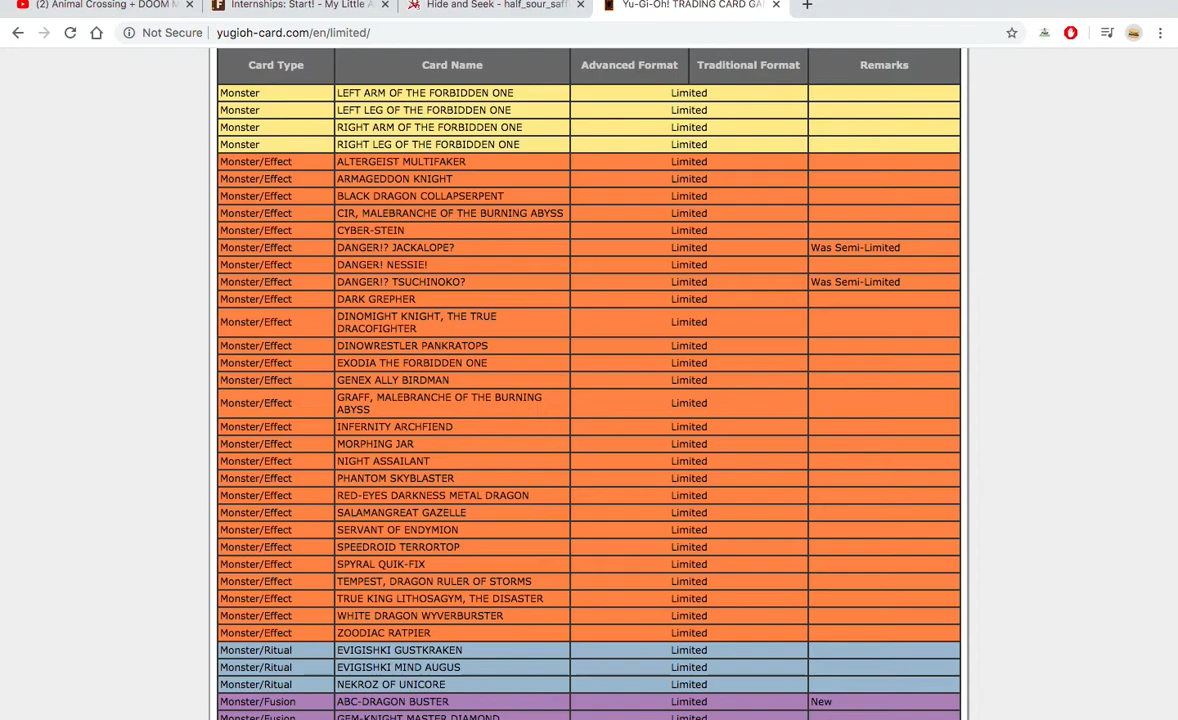 (2) Animal Crossing + DOOM M
Internships: Start! - My Little A
Hide and Seek - half_sour_saff
Yu-Gi-Oh! TRADING CARD GA
Not Secure yugioh-card.com/en/limited/
Card Type Card Name Advanced Format Traditional Format Remarks
Monster LEFT ARM OF THE FORBIDDEN ONE Limited
Monster LEFT LEG OF THE FORBIDDEN ONE Limited
Monster RIGHT ARM OF THE FORBIDDEN ONE Limited
Monster RIGHT LEG OF THE FORBIDDEN ONE Limited
Monster/Effect ALTERGEIST MULTIFAKER Limited
Monster/Effect ARMAGEDDON KNIGHT Limited
Monster/Effect BLACK DRAGON COLLAPSERPENT Limited
Monster/Effect CIR, MALEBRANCHE OF THE BURNING ABYSS Limited
Monster/Effect CYBER-STEIN Limited
Monster/Effect DANGER!? JACKALOPE? Limited Was Semi-Limited
Monster/Effect DANGER! NESSIE! Limited
Monster/Effect DANGER!? TSUCHINOKO? Limited Was Semi-Limited
Monster/Effect DARK GREPHER Limited
Monster/Effect DINOMIGHT KNIGHT, THE TRUE
DRACOFIGHTER Limited
Monster/Effect DINOWRESTLER PANKRATOPS Limited
Monster/Effect EXODIA THE FORBIDDEN ONE Limited
Monster/Effect GENEX ALLY BIRDMAN Limited
Monster/Effect GRAFF, MALEBRANCHE OF THE BURNING
ABYSS Limited
Monster/Effect INFERNITY ARCHFIEND Limited
Monster/Effect MORPHING JAR Limited
Monster/Effect NIGHT ASSAILANT Limited
Monster/Effect PHANTOM SKYBLASTER Limited
Monster/Effect RED-EYES DARKNESS METAL DRAGON Limited
Monster/Effect SALAMANGREAT GAZELLE Limited
Monster/Effect SERVANT OF ENDYMION Limited
Monster/Effect SPEEDROID TERRORTOP Limited
Monster/Effect SPYRAL QUIK-FIX Limited
Monster/Effect TEMPEST, DRAGON RULER OF STORMS Limited
Monster/Effect TRUE KING LITHOSAGYM, THE DISASTER Limited
Monster/Effect WHITE DRAGON WYVERBURSTER Limited
Monster/Effect ZOODIAC RATPIER Limited
Monster/Ritual EVIGISHKI GUSTKRAKEN Limited
Monster/Ritual EVIGISHKI MIND AUGUS Limited
Monster/Ritual NEKROZ OF UNICORE Limited
Monster/Fusion ABC-DRAGON BUSTER Limited New
Monster/Fusion GEM-KNIGHT MASTER DIAMOND Limited